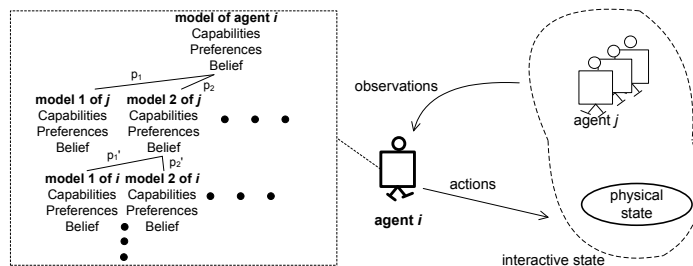 model of agent i
Capabilities
Preferences
Belief
p1
p2
model 1 of j
Capabilities
Preferences
Belief
model 2 of j
Capabilities
Preferences
Belief
p1'
p2'
model 1 of i
Capabilities
Preferences
Belief
model 2 of i
Capabilities
Preferences
Belief
observations
agent i
actions
agent j
physical
state
interactive state